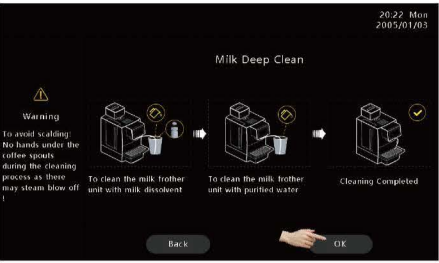 20:22 Mon
2005/01/03
Milk Deep Clean
Warning
To avoid scalding:
No hands under the
coffee spouts
during the cleaning
process as there
may steam blow off
!
To clean the milk frother
unit with milk dissolvent
To clean the milk frother
unit with purified water
Cleaning Completed
Back
OK